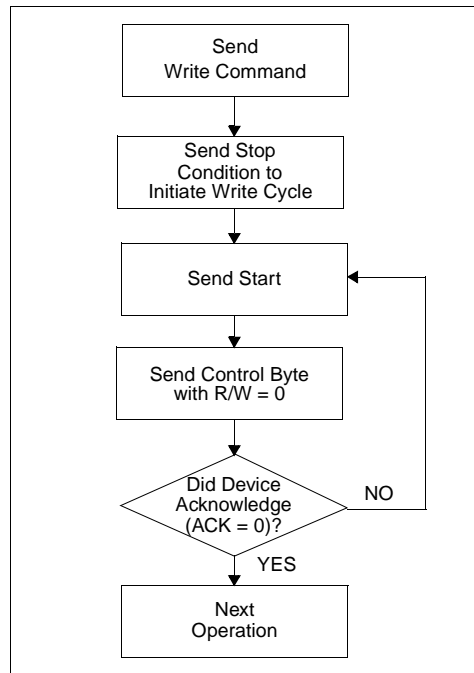 Send
Write Command
Send Stop
Condition to
Initiate Write Cycle
Send Start
Send Control Byte
with R/W = 0
Did Device
Acknowledge
(ACK = 0)?
NO
YES
Next
Operation